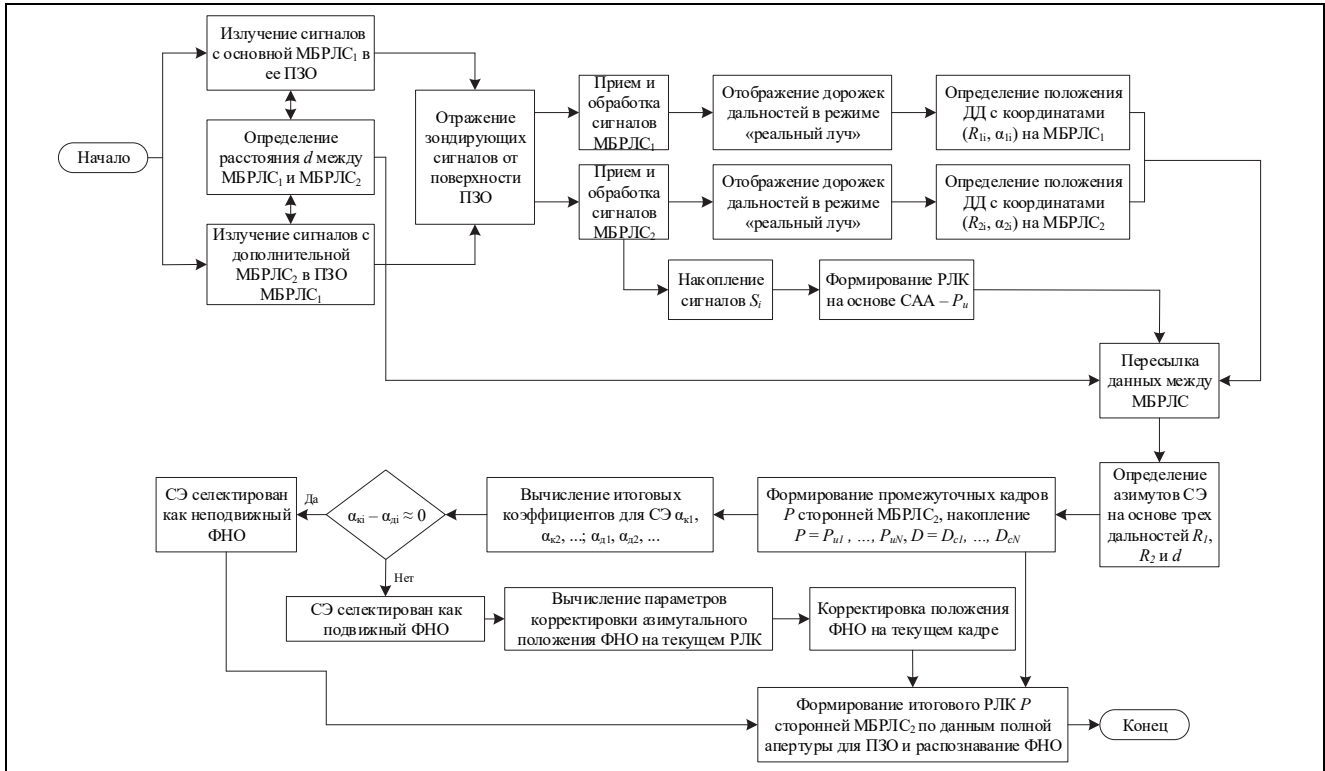 Начало
Излучение сигналов
с основной МБРЛС1 в
ее ПЗО
Определение
расстояния d между
МБРЛС1 и МБРЛС2
Излучение сигналов с
дополнительной
МБРЛС2 в ПЗО
МБРЛС1
Отражение
зондирующих
сигналов от
поверхности
ПЗО
Прием и
обработка
сигналов
МБРЛС1
Отображение дорожек
дальностей в режиме
«реальный луч»
Определение положения
ДД с координатами
(R1i, α1i) на МБРЛС1
Прием и
обработка
сигналов
МБРЛС2
Отображение дорожек
дальностей в режиме
«реальный луч»
Определение положения
ДД с координатами
(R2i, α2i) на МБРЛС2
Накопление
сигналов Si
Формирование РЛК
на основе САА – Pu
Пересылка
данных между
МБРЛС
Определение
азимутов СЭ
на основе трех
дальностей R1,
R2 и d
Формирование промежуточных кадров
P сторонней МБРЛС2, накопление
P = Pu1 , ..., PuN, D = Dc1, ..., DcN
Вычисление итоговых
коэффициентов для СЭ αк1,
αк2, ...; αд1, αд2, ...
αкi – αдi ≈ 0
Да
СЭ селектирован
как неподвижный
ФНО
Нет
СЭ селектирован как
подвижный ФНО
Вычисление параметров
корректировки азимутального
положения ФНО на текущем РЛК
Корректировка положения
ФНО на текущем кадре
Формирование итогового РЛК P
сторонней МБРЛС2 по данным полной
апертуры для ПЗО и распознавание ФНО
Конец